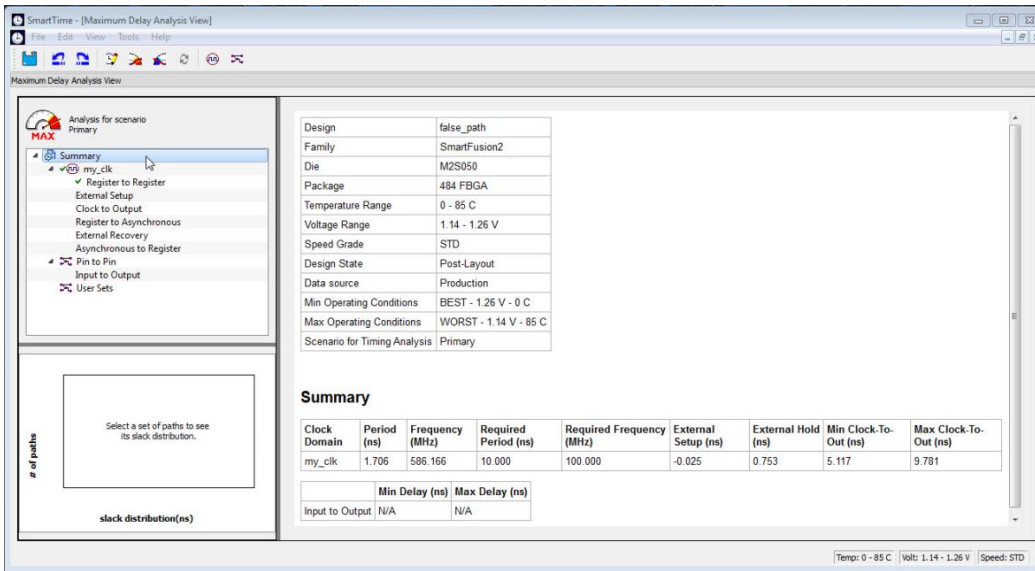 SmartTime - [Maximum Delay Analysis View]
File Edit View Tools Help
Maximum Delay Analysis View
Analysis for scenario
Primary
MAX
Summary
my_clk
Register to Register
External Setup
Clock to Output
Register to Asynchronous
External Recovery
Asynchronous to Register
Pin to Pin
Input to Output
User Sets
# of paths
Select a set of paths to see
its slack distribution.
slack distribution(ns)
Design false_path
Family SmartFusion2
Die M2S050
Package 484 FBGA
Temperature Range 0 - 85 C
Voltage Range 1.14 - 1.26 V
Speed Grade STD
Design State Post-Layout
Data source Production
Min Operating Conditions BEST - 1.26 V - 0 C
Max Operating Conditions WORST - 1.14 V - 85 C
Scenario for Timing Analysis Primary
Summary
Clock Period Frequency Required Required Frequency External External Hold Min Clock-To- Max Clock-To-
Domain (ns) (MHz) Period (ns) (MHz) Setup (ns) (ns) Out (ns) Out (ns)
my_clk 1.706 586.166 10.000 100.000 -0.025 0.753 5.117 9.781
Min Delay (ns) Max Delay (ns)
Input to Output N/A N/A
Temp: 0 - 85 C Volt: 1.14 - 1.26 V Speed: STD